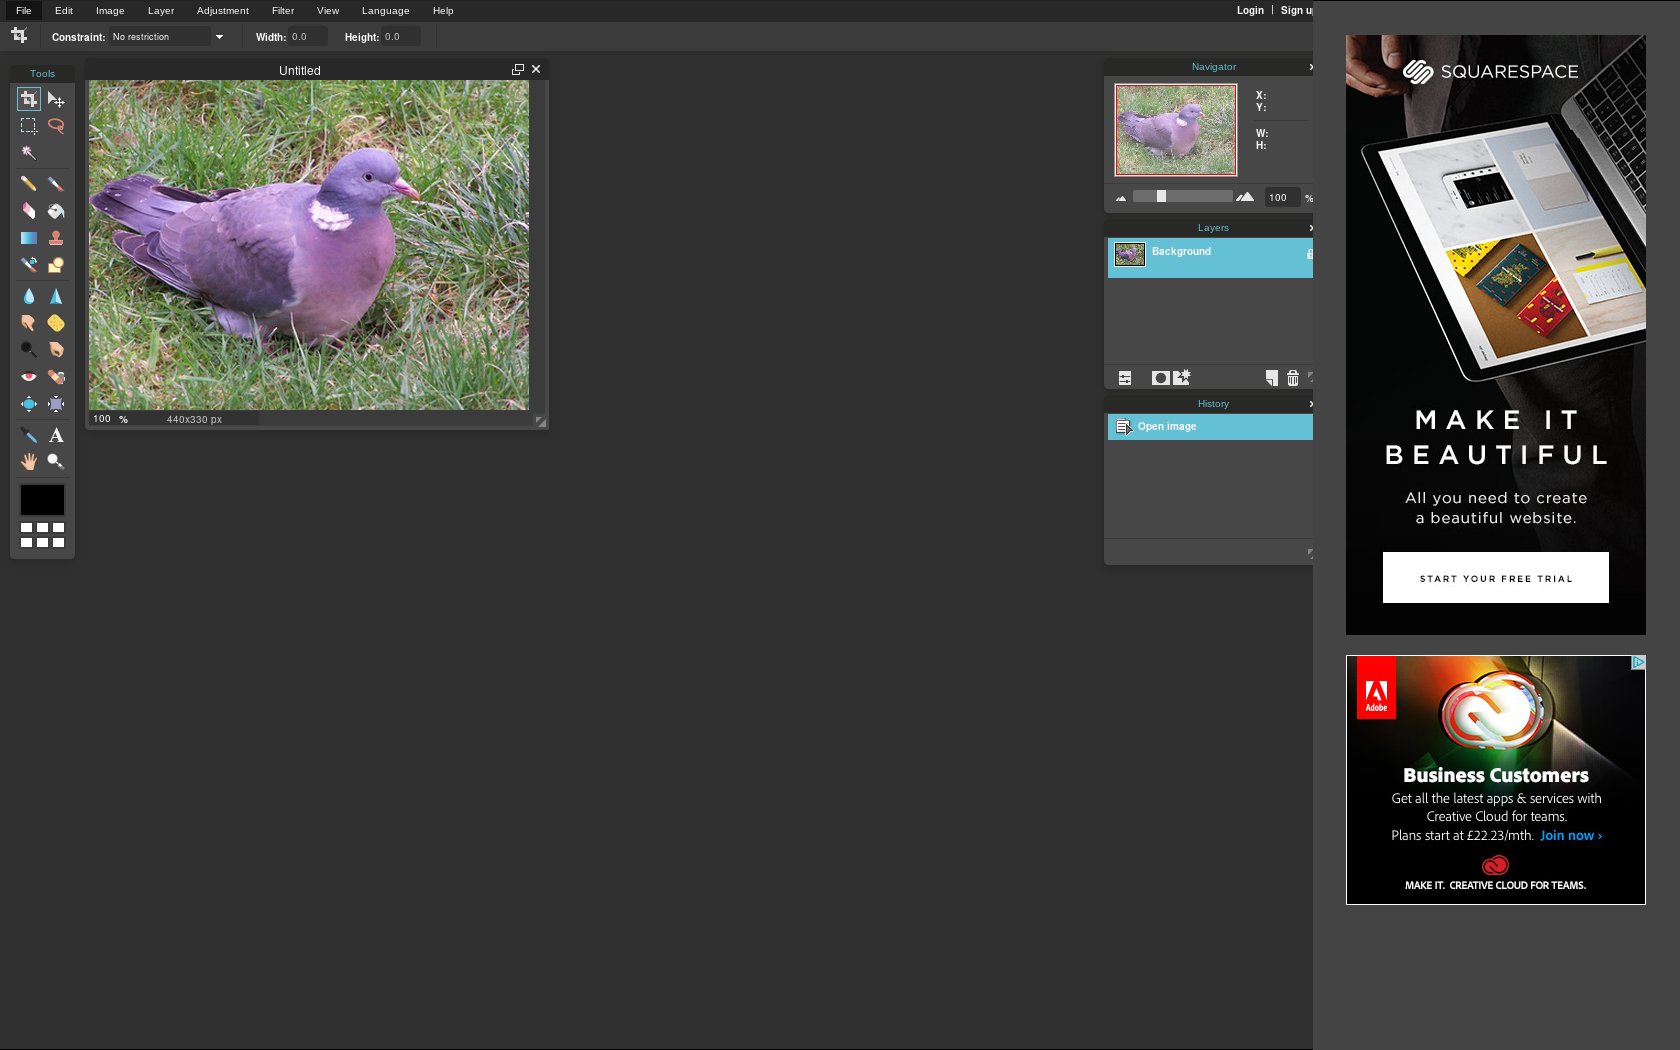 File Edit Image Layer Adjustment Filter View Language Help
Login | Sign u
Constraint: No restriction Width: 0.0 Height: 0.0
Tools
Untitled
100 % 440x330 px
Navigator
X:
Y:
W:
H:
100 %
Layers
Background
History
Open image
SQUARESPACE
MAKE IT
BEAUTIFUL
All you need to create
a beautiful website.
START YOUR FREE TRIAL
Adobe
Business Customers
Get all the latest apps & services with
Creative Cloud for teams.
Plans start at £22.23/mth. Join now ›
MAKE IT. CREATIVE CLOUD FOR TEAMS.